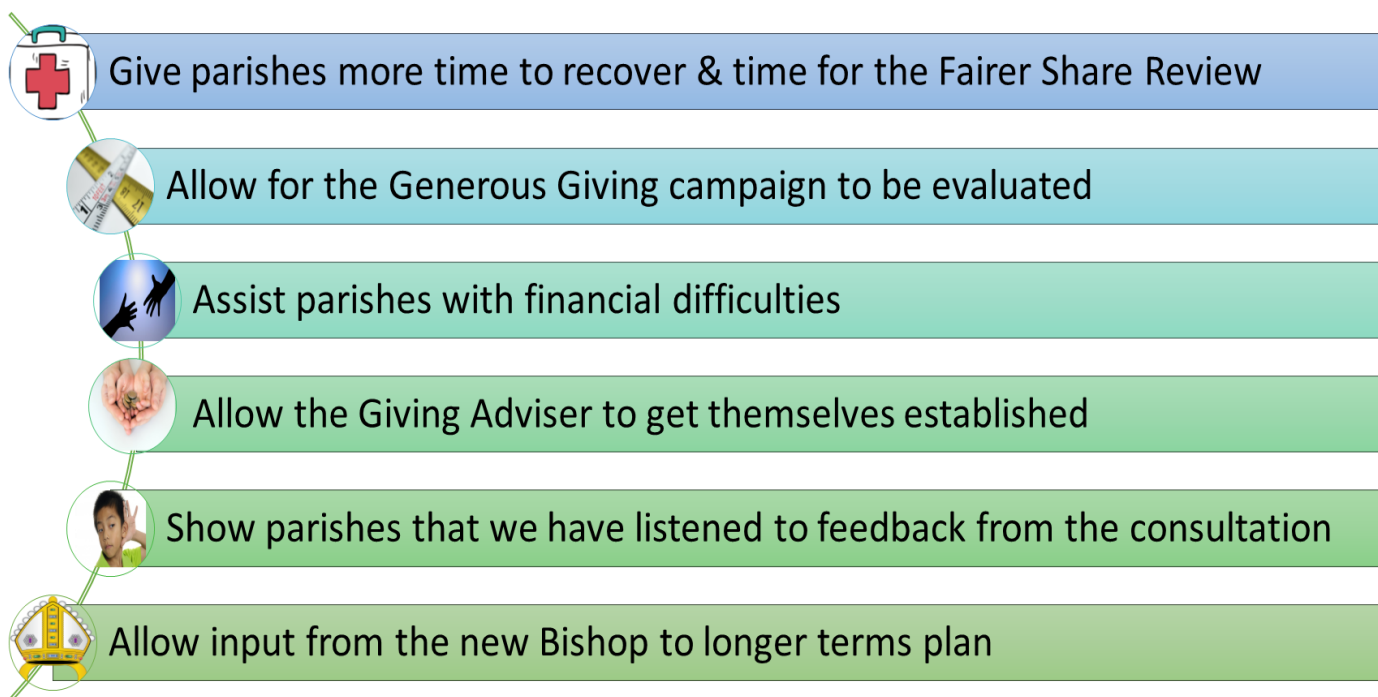 Give parishes more time to recover & time for the Fairer Share Review
Allow for the Generous Giving campaign to be evaluated
Assist parishes with financial difficulties
Allow the Giving Adviser to get themselves established
Show parishes that we have listened to feedback from the consultation
Allow input from the new Bishop to longer terms plan